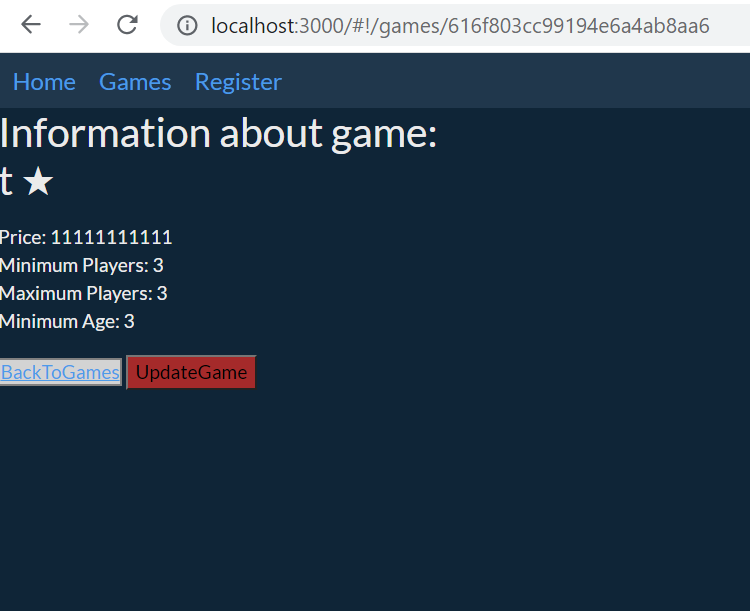 localhost:3000/#!/games/616f803cc99194e6a4ab8aa6
Home Games Register
Information about game:
t ★
Price: 11111111111
Minimum Players: 3
Maximum Players: 3
Minimum Age: 3
BackToGames UpdateGame